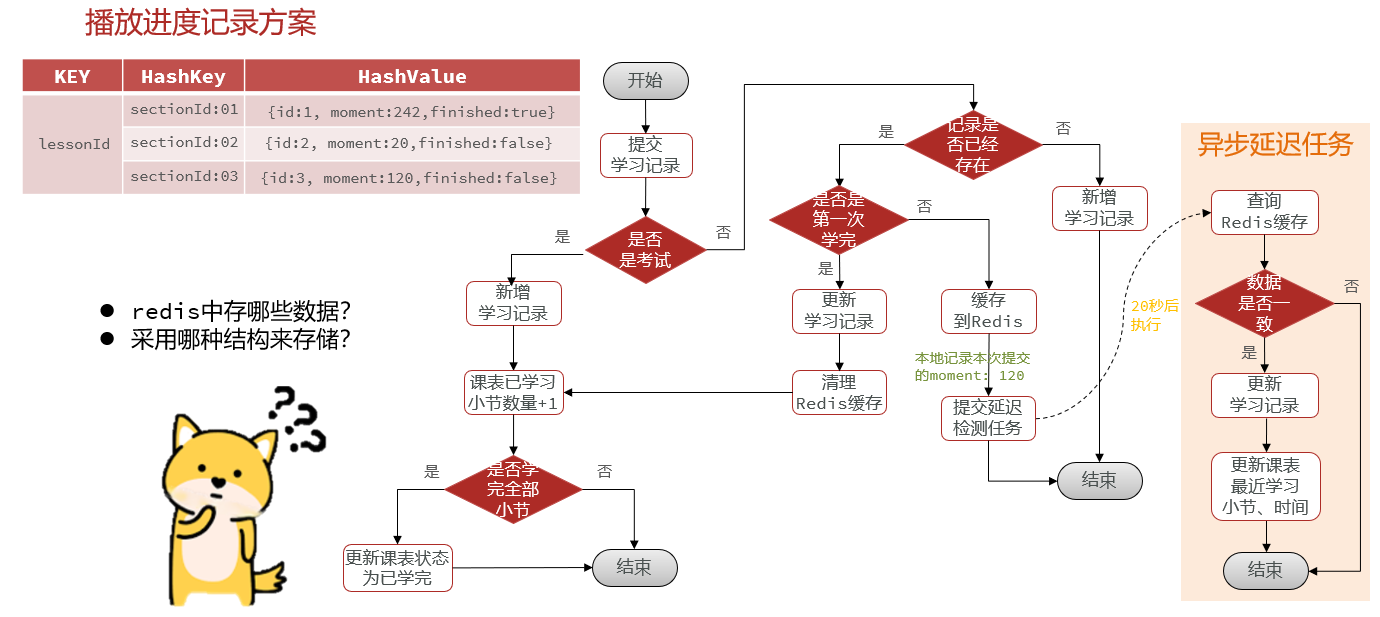 播放进度记录方案
KEY HashKey HashValue
lessonId
sectionId:01 {id:1, moment:242,finished:true}
sectionId:02 {id:2, moment:20,finished:false}
sectionId:03 {id:3, moment:120,finished:false}
redis中存哪些数据?
采用哪种结构来存储?
开始
提交
学习记录
是否
是考试
是
否
新增
学习记录
课表已学习
小节数量+1
是否学
完全部
小节
是
否
更新课表状态
为已学完
结束
记录是
否已经
存在
是
否
是否是
第一次
学完
否
是
新增
学习记录
更新
学习记录
清理
Redis缓存
缓存
到Redis
本地记录本次提交
的moment: 120
提交延迟
检测任务
结束
20秒后
执行
异步延迟任务
查询
Redis缓存
数据
是否一
致
否
是
更新
学习记录
更新课表
最近学习
小节、时间
结束